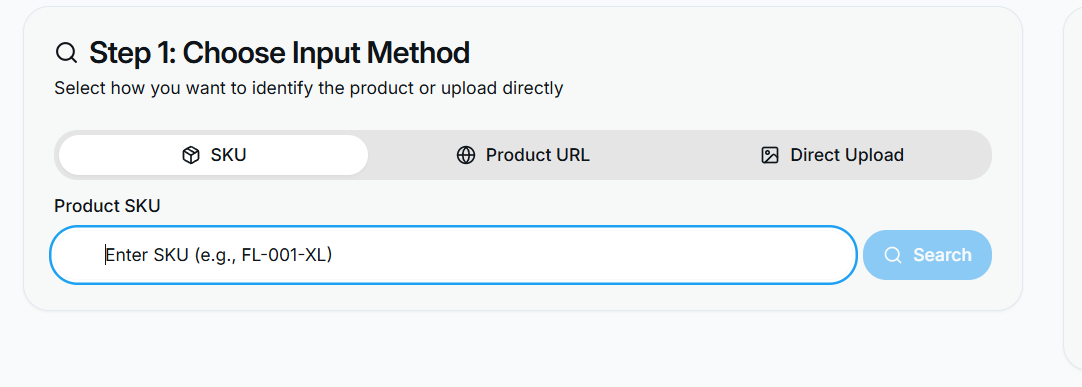 Step 1: Choose Input Method
Select how you want to identify the product or upload directly
SKU
Product URL
Direct Upload
Product SKU
Enter SKU (e.g., FL-001-XL)
Search